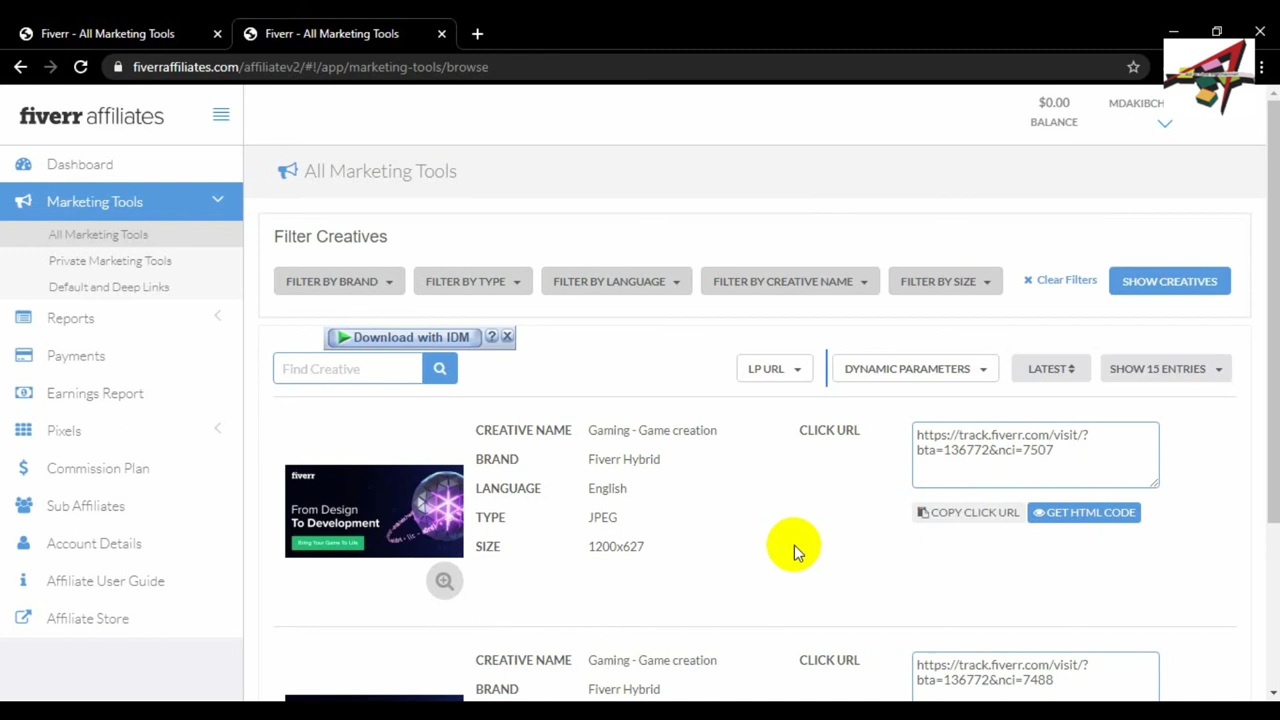 Fiverr - All Marketing Tools
Fiverr - All Marketing Tools
fiverraffiliates.com/affiliatev2/#!/app/marketing-tools/browse
fiverr affiliates
$0.00
BALANCE
MDAKIBCH
Dashboard
Marketing Tools
All Marketing Tools
Private Marketing Tools
Default and Deep Links
Reports
Payments
Earnings Report
Pixels
Commission Plan
Sub Affiliates
Account Details
Affiliate User Guide
Affiliate Store
All Marketing Tools
Filter Creatives
FILTER BY BRAND
FILTER BY TYPE
FILTER BY LANGUAGE
FILTER BY CREATIVE NAME
FILTER BY SIZE
Clear Filters
SHOW CREATIVES
Download with IDM
Find Creative
LP URL
DYNAMIC PARAMETERS
LATEST
SHOW 15 ENTRIES
fiverr
From Design
To Development
Bring Your Game To Life
CREATIVE NAME Gaming - Game creation
BRAND Fiverr Hybrid
LANGUAGE English
TYPE JPEG
SIZE 1200x627
CLICK URL
https://track.fiverr.com/visit/?
bta=136772&nci=7507
COPY CLICK URL
GET HTML CODE
CREATIVE NAME Gaming - Game creation
BRAND Fiverr Hybrid
CLICK URL
https://track.fiverr.com/visit/?
bta=136772&nci=7488